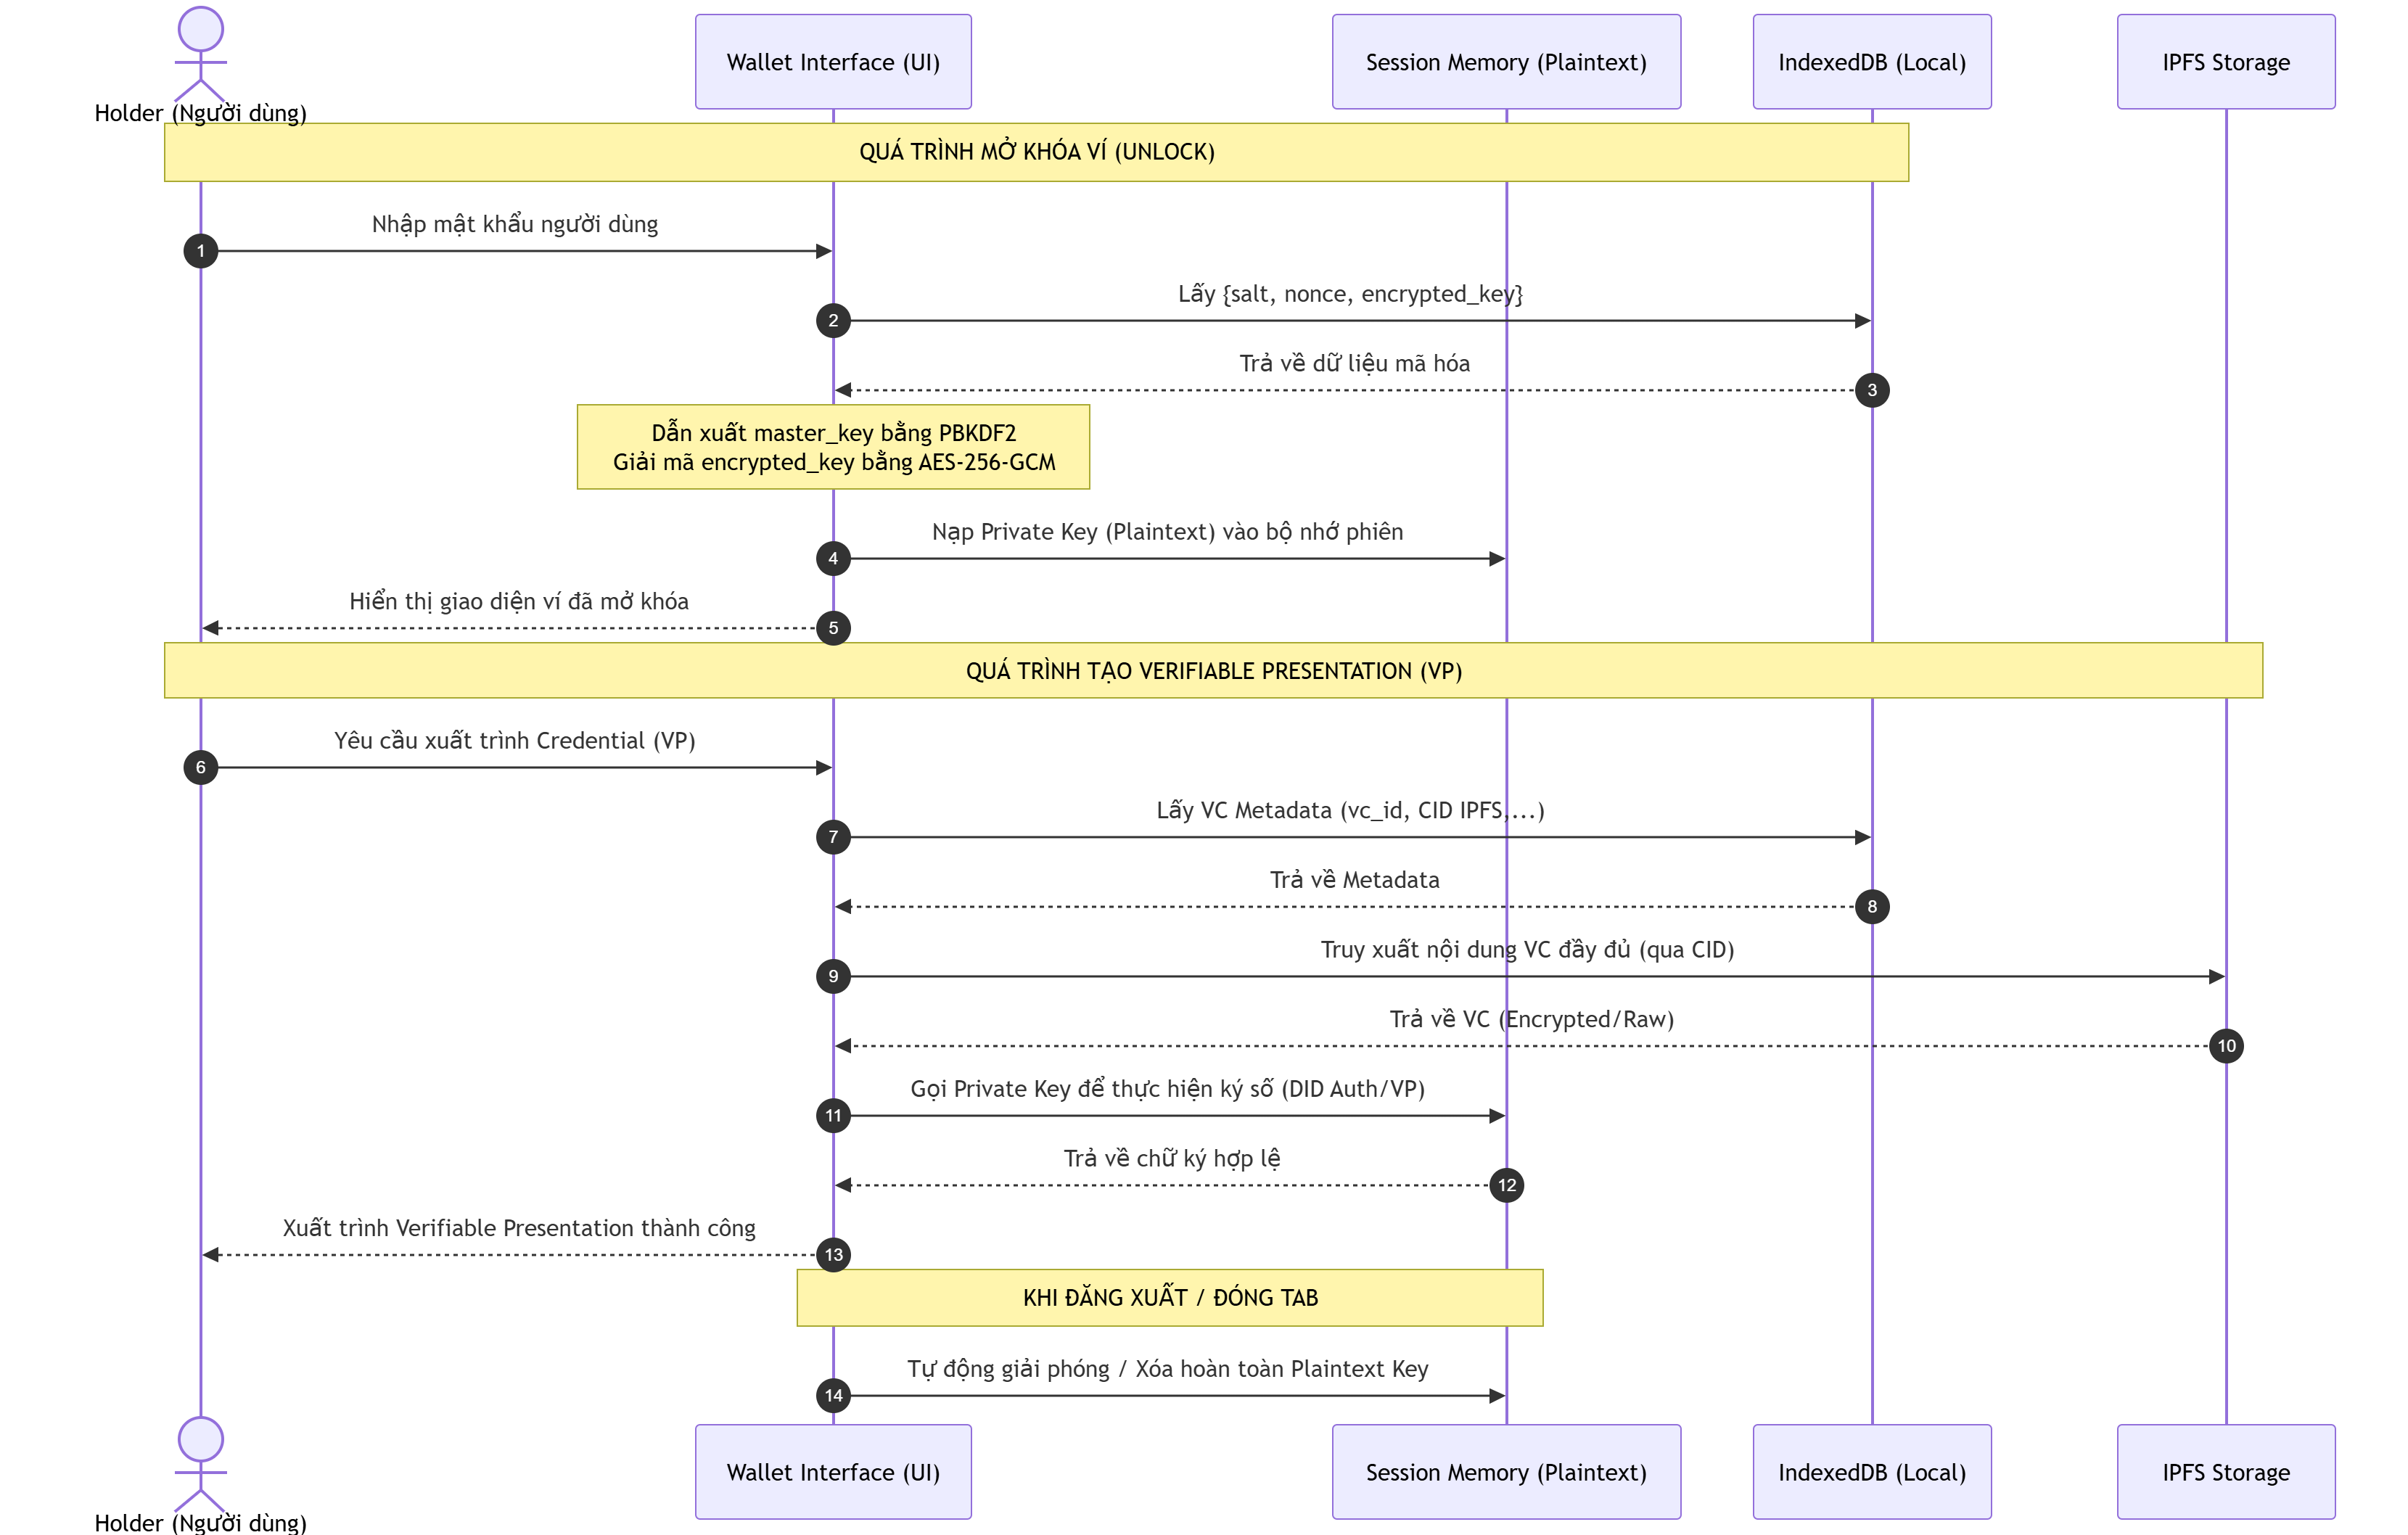 Holder (Người dùng)
Wallet Interface (UI)
Session Memory (Plaintext)
IndexedDB (Local)
IPFS Storage
QUÁ TRÌNH MỞ KHÓA VÍ (UNLOCK)
Nhập mật khẩu người dùng
1
Lấy {salt, nonce, encrypted_key}
2
Trả về dữ liệu mã hóa
3
Dẫn xuất master_key bằng PBKDF2
Giải mã encrypted_key bằng AES-256-GCM
Nạp Private Key (Plaintext) vào bộ nhớ phiên
4
Hiển thị giao diện ví đã mở khóa
5
QUÁ TRÌNH TẠO VERIFIABLE PRESENTATION (VP)
Yêu cầu xuất trình Credential (VP)
6
Lấy VC Metadata (vc_id, CID IPFS,...)
7
Trả về Metadata
8
Truy xuất nội dung VC đầy đủ (qua CID)
9
Trả về VC (Encrypted/Raw)
10
Gọi Private Key để thực hiện ký số (DID Auth/VP)
11
Trả về chữ ký hợp lệ
12
Xuất trình Verifiable Presentation thành công
13
KHI ĐĂNG XUẤT / ĐÓNG TAB
Tự động giải phóng / Xóa hoàn toàn Plaintext Key
14
Holder (Người dùng)
Wallet Interface (UI)
Session Memory (Plaintext)
IndexedDB (Local)
IPFS Storage